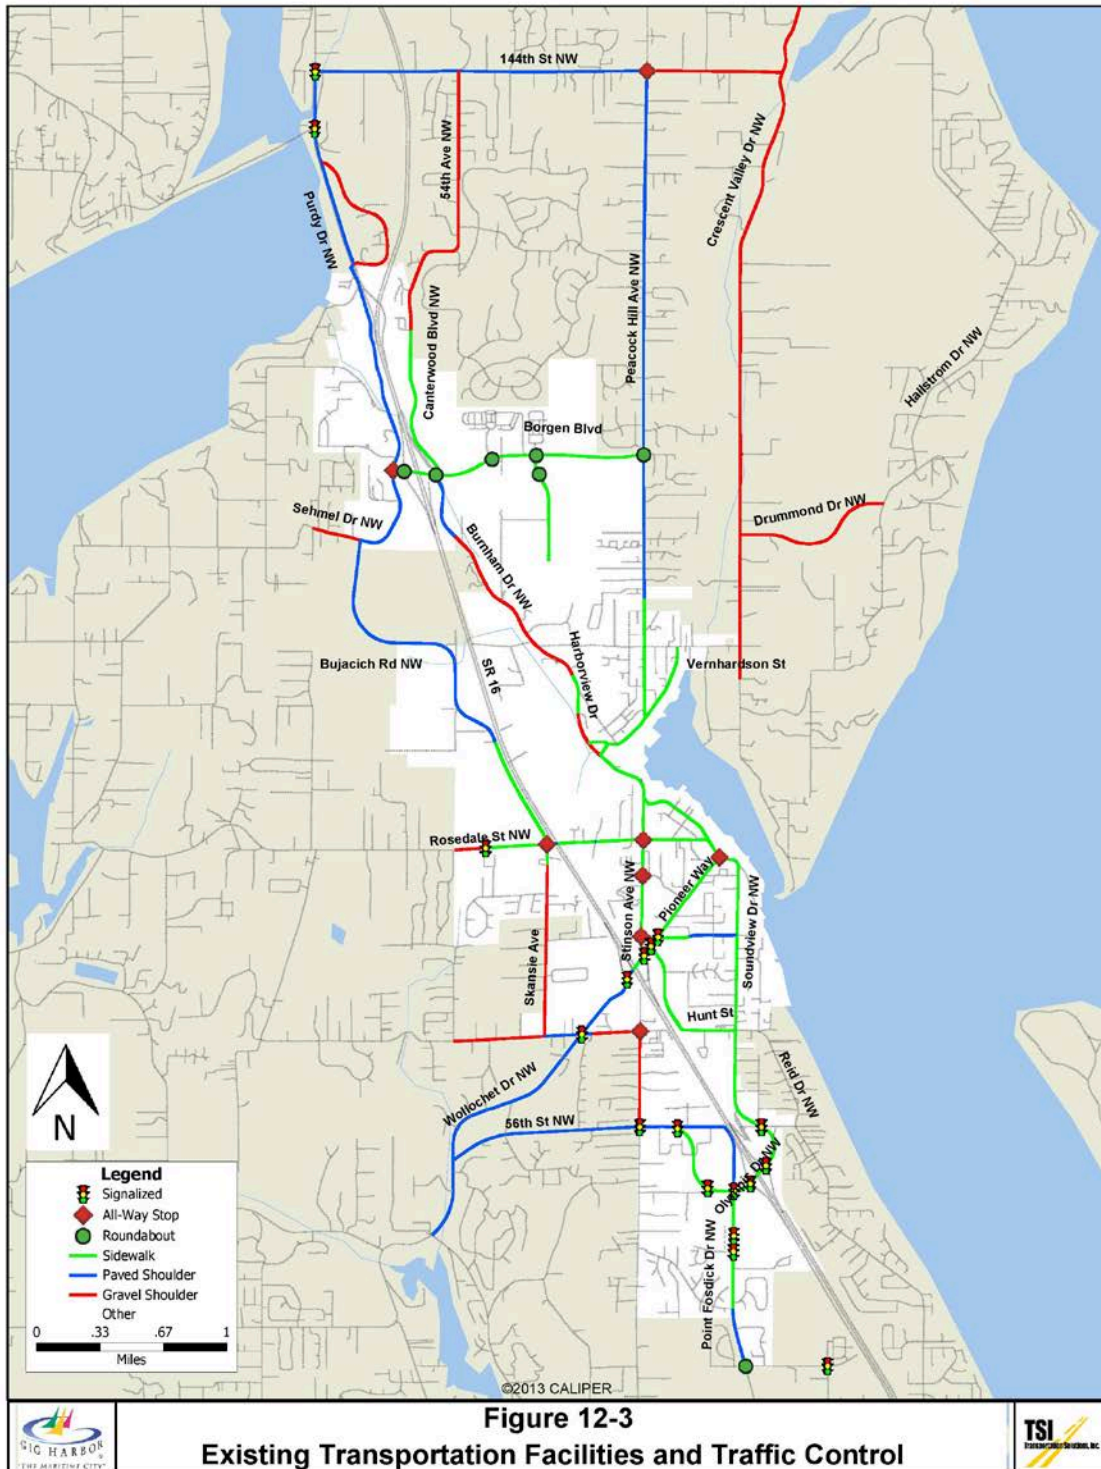 144th St NW
54th Ave NW
Crescent Valley Dr NW
Purdy Dr NW
Peacock Hill Ave NW
Canterwood Blvd NW
Hallstrom Dr NW
Borgen Blvd
Sehmel Dr NW
Drummond Dr NW
Burnham Dr NW
Harborview Dr
Bujacich Rd NW
SR 16
Vernhardson St
Rosedale St NW
Stinson Ave NW
Pioneer Way
Soundview Dr NW
Skansie Ave
Hunt St
Reid Dr NW
Wollochet Dr NW
56th St NW
Olympic Dr NW
Point Fosdick Dr NW
N
Legend
Signalized
All-Way Stop
Roundabout
Sidewalk
Paved Shoulder
Gravel Shoulder
Other
0 .33 .67 1
Miles
©2013 CALIPER
GIG HARBOR
"THE MARITIME CITY"
Figure 12-3
Existing Transportation Facilities and Traffic Control
TSI
Transportation Solutions, Inc.